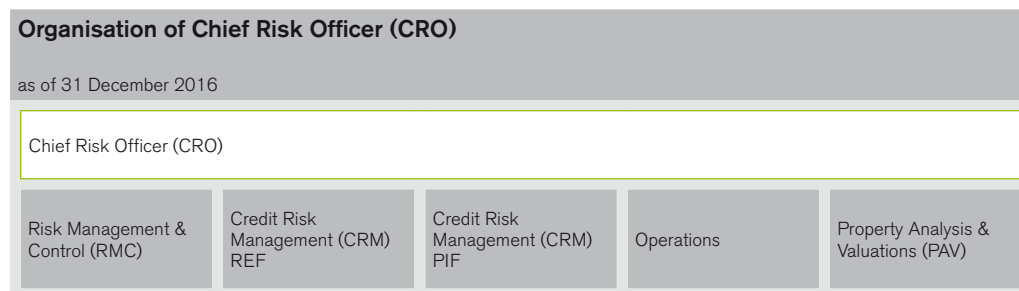 Organisation of Chief Risk Officer (CRO)
as of 31 December 2016
Chief Risk Officer (CRO)
Risk Management &
Control (RMC)
Credit Risk
Management (CRM)
REF
Credit Risk
Management (CRM)
PIF
Operations
Property Analysis &
Valuations (PAV)